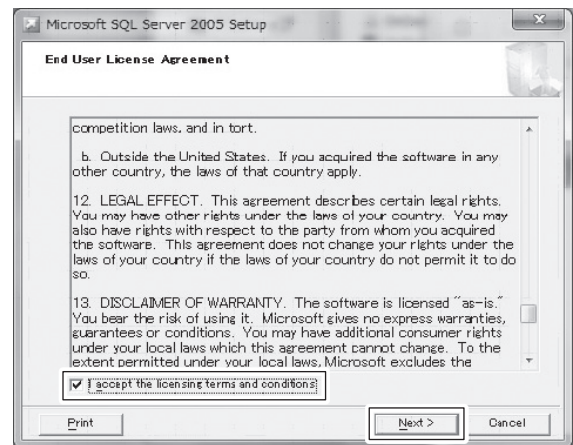 Microsoft SQL Server 2005 Setup
End User License Agreement
competition laws, and in tort.
b. Outside the United States. If you acquired the software in any
other country, the laws of that country apply.
12. LEGAL EFFECT. This agreement describes certain legal rights.
You may have other rights under the laws of your country. You may
also have rights with respect to the party from whom you acquired
the software. This agreement does not change your rights under the
laws of your country if the laws of your country do not permit it to do
so.
13. DISCLAIMER OF WARRANTY. The software is licensed "as-is."
You bear the risk of using it. Microsoft gives no express warranties,
guarantees or conditions. You may have additional consumer rights
under your local laws which this agreement cannot change. To the
extent permitted under your local laws, Microsoft excludes the
I accept the licensing terms and conditions
Print
Next >
Cancel